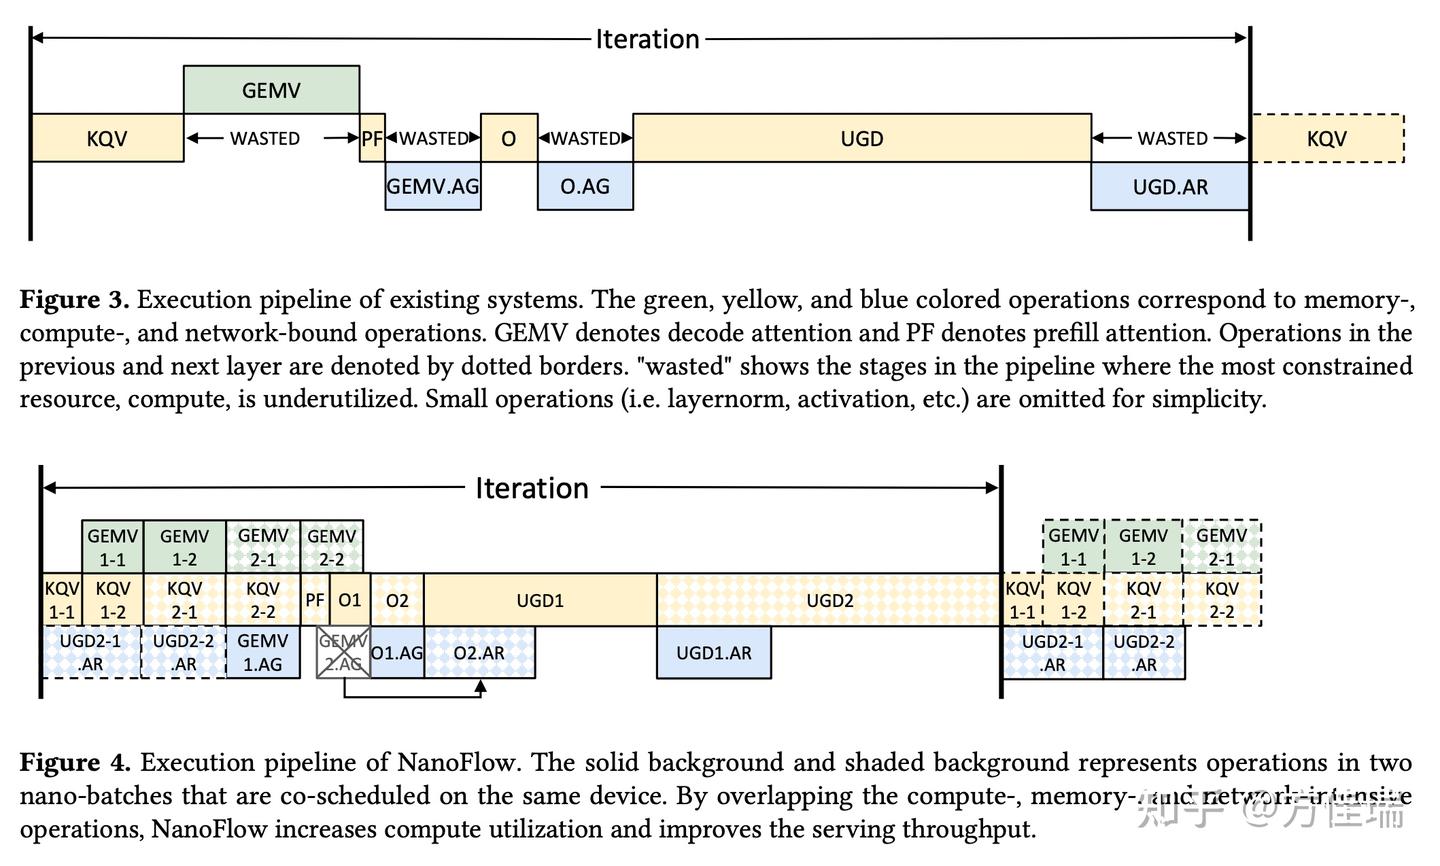 Iteration
GEMV
KQV
WASTED
PF
WASTED
O
WASTED
UGD
WASTED
KQV
GEMV.AG
O.AG
UGD.AR
Figure 3. Execution pipeline of existing systems. The green, yellow, and blue colored operations correspond to memory-,
compute-, and network-bound operations. GEMV denotes decode attention and PF denotes prefill attention. Operations in the
previous and next layer are denoted by dotted borders. "wasted" shows the stages in the pipeline where the most constrained
resource, compute, is underutilized. Small operations (i.e. layernorm, activation, etc.) are omitted for simplicity.
Iteration
GEMV
1-1
GEMV
1-2
GEMV
2-1
GEMV
2-2
GEMV
1-1
GEMV
1-2
GEMV
2-1
KQV
1-1
KQV
1-2
KQV
2-1
KQV
2-2
PF
O1
O2
UGD1
UGD2
KQV
1-1
KQV
1-2
KQV
2-1
KQV
2-2
UGD2-1
.AR
UGD2-2
.AR
GEMV
1.AG
GEMV
2.AG
O1.AG
O2.AR
UGD1.AR
UGD2-1
.AR
UGD2-2
.AR
Figure 4. Execution pipeline of NanoFlow. The solid background and shaded background represents operations in two
nano-batches that are co-scheduled on the same device. By overlapping the compute-, memory-, and network-intensive
operations, NanoFlow increases compute utilization and improves the serving throughput.
知乎 @方佳瑞